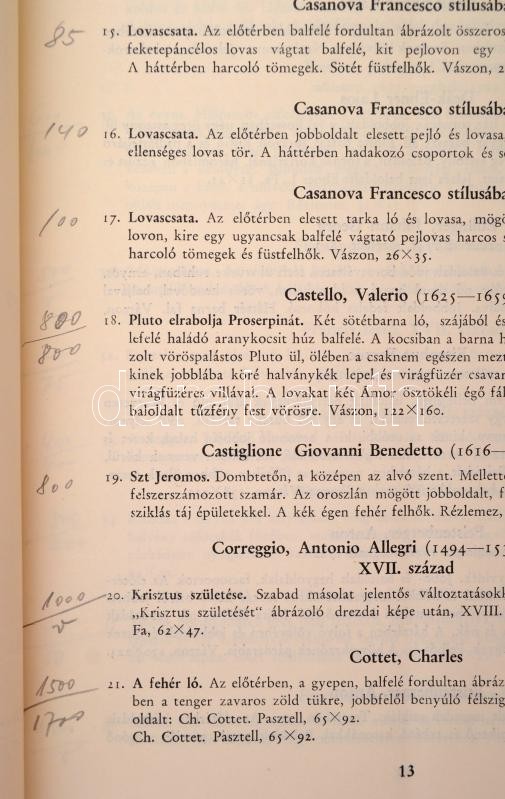 Casanova Francesco stílusába
85
15. Lovascsata. Az előtérben balfelé fordultan ábrázolt összeros
feketepáncélos lovas vágtat balfelé, kit pejlovon egy
A háttérben harcoló tömegek. Sötét füstfelhők. Vászon, 2
Casanova Francesco stílusába
140
16. Lovascsata. Az előtérben jobboldalt elesett pejló és lovasa
ellenséges lovas tör. A háttérben hadakozó csoportok és s
Casanova Francesco stílusába
100
17. Lovascsata. Az előtérben elesett tarka ló és lovasa, mögö
lovon, kire egy ugyancsak balfelé vágtató pejlovas harcos s
harcoló tömegek és füstfelhők. Vászon, 26×35.
Castello, Valerio (1625—1659
800
800
18. Pluto elrabolja Proserpinát. Két sötétbarna ló, szájából és
lefelé haladó aranykocsit húz balfelé. A kocsiban a barna h
zolt vöröspalástos Pluto ül, ölében a csaknem egészen mezt
kinek jobblába köré halványkék lepel és virágfüzér csavar
virágfüzéres villával. A lovakat két Ámor ösztökéli égő fál
baloldalt tűzfény fest vörösre. Vászon, 122×160.
darabanth
Castiglione Giovanni Benedetto (1616—
800
19. Szt Jeromos. Dombtetőn, a középen az alvó szent. Mellette
felszerszámozott szamár. Az oroszlán mögött jobboldalt, f
sziklás táj épületekkel. A kék égen fehér felhők. Rézlemez,
Correggio, Antonio Allegri (1494—153
XVII. század
1000
20. Krisztus születése. Szabad másolat jelentős változtatásokk
„Krisztus születését“ ábrázoló drezdai képe után, XVIII.
Fa, 62×47.
Cottet, Charles
1500
1700
21. A fehér ló. Az előtérben, a gyepen, balfelé fordultan ábráz
ben a tenger zavaros zöld tükre, jobbfelől benyúló félszig
oldalt: Ch. Cottet. Pasztell, 65×92.
Ch. Cottet. Pasztell, 65×92.
13